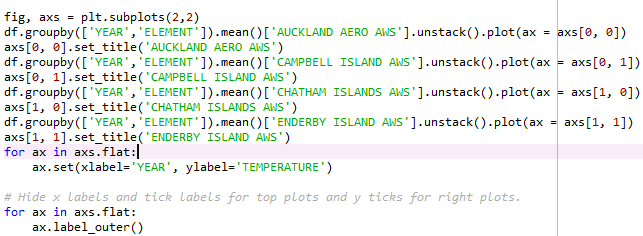 fig, axs = plt.subplots(2,2)
df.groupby(['YEAR','ELEMENT']).mean()['AUCKLAND AERO AWS'].unstack().plot(ax = axs[0, 0])
axs[0, 0].set_title('AUCKLAND AERO AWS')
df.groupby(['YEAR','ELEMENT']).mean()['CAMPBELL ISLAND AWS'].unstack().plot(ax = axs[0, 1])
axs[0, 1].set_title('CAMPBELL ISLAND AWS')
df.groupby(['YEAR','ELEMENT']).mean()['CHATHAM ISLANDS AWS'].unstack().plot(ax = axs[1, 0])
axs[1, 0].set_title('CHATHAM ISLANDS AWS')
df.groupby(['YEAR','ELEMENT']).mean()['ENDERBY ISLAND AWS'].unstack().plot(ax = axs[1, 1])
axs[1, 1].set_title('ENDERBY ISLAND AWS')
for ax in axs.flat:
    ax.set(xlabel='YEAR', ylabel='TEMPERATURE')
# Hide x labels and tick labels for top plots and y ticks for right plots.
for ax in axs.flat:
    ax.label_outer()